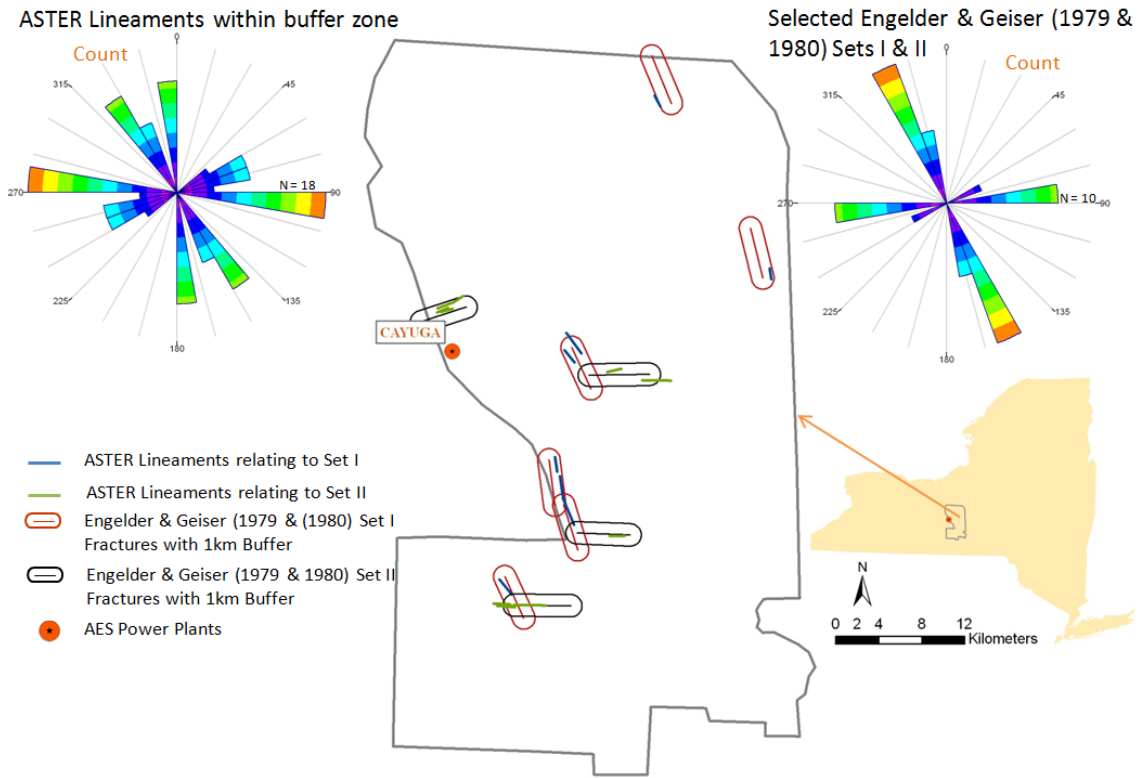 ASTER Lineaments within buffer zone
Count
0
45
90
135
180
225
270
315
N = 18
Selected Engelder & Geiser (1979 &
1980) Sets I & II
Count
0
45
90
135
180
225
270
315
N = 10
CAYUGA
ASTER Lineaments relating to Set I
ASTER Lineaments relating to Set II
Engelder & Geiser (1979 & (1980) Set I
Fractures with 1km Buffer
Engelder & Geiser (1979 & 1980) Set II
Fractures with 1km Buffer
AES Power Plants
N
0 2 4 8 12
Kilometers